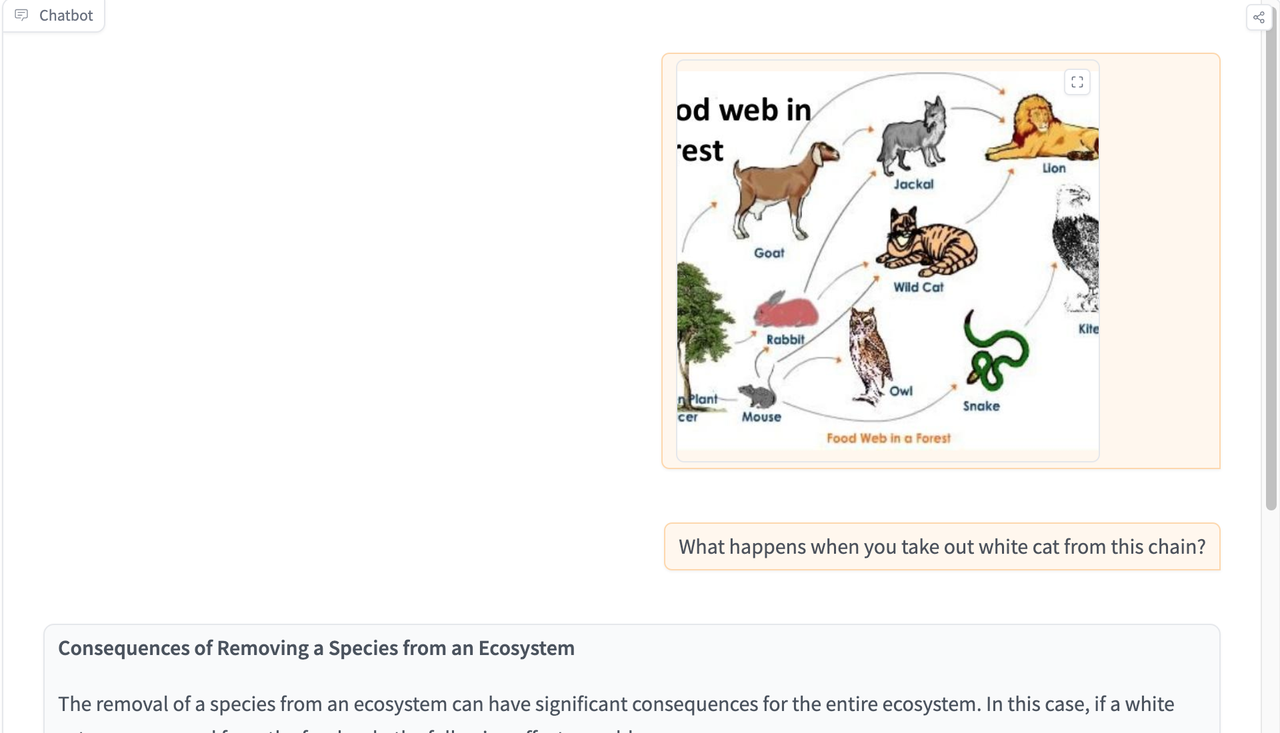 Chatbot
od web in
rest
Jackal
Lion
Goat
Wild Cat
Kite
Rabbit
Owl
n Plant
cer
Mouse
Snake
Food Web in a Forest
What happens when you take out white cat from this chain?
Consequences of Removing a Species from an Ecosystem
The removal of a species from an ecosystem can have significant consequences for the entire ecosystem. In this case, if a white